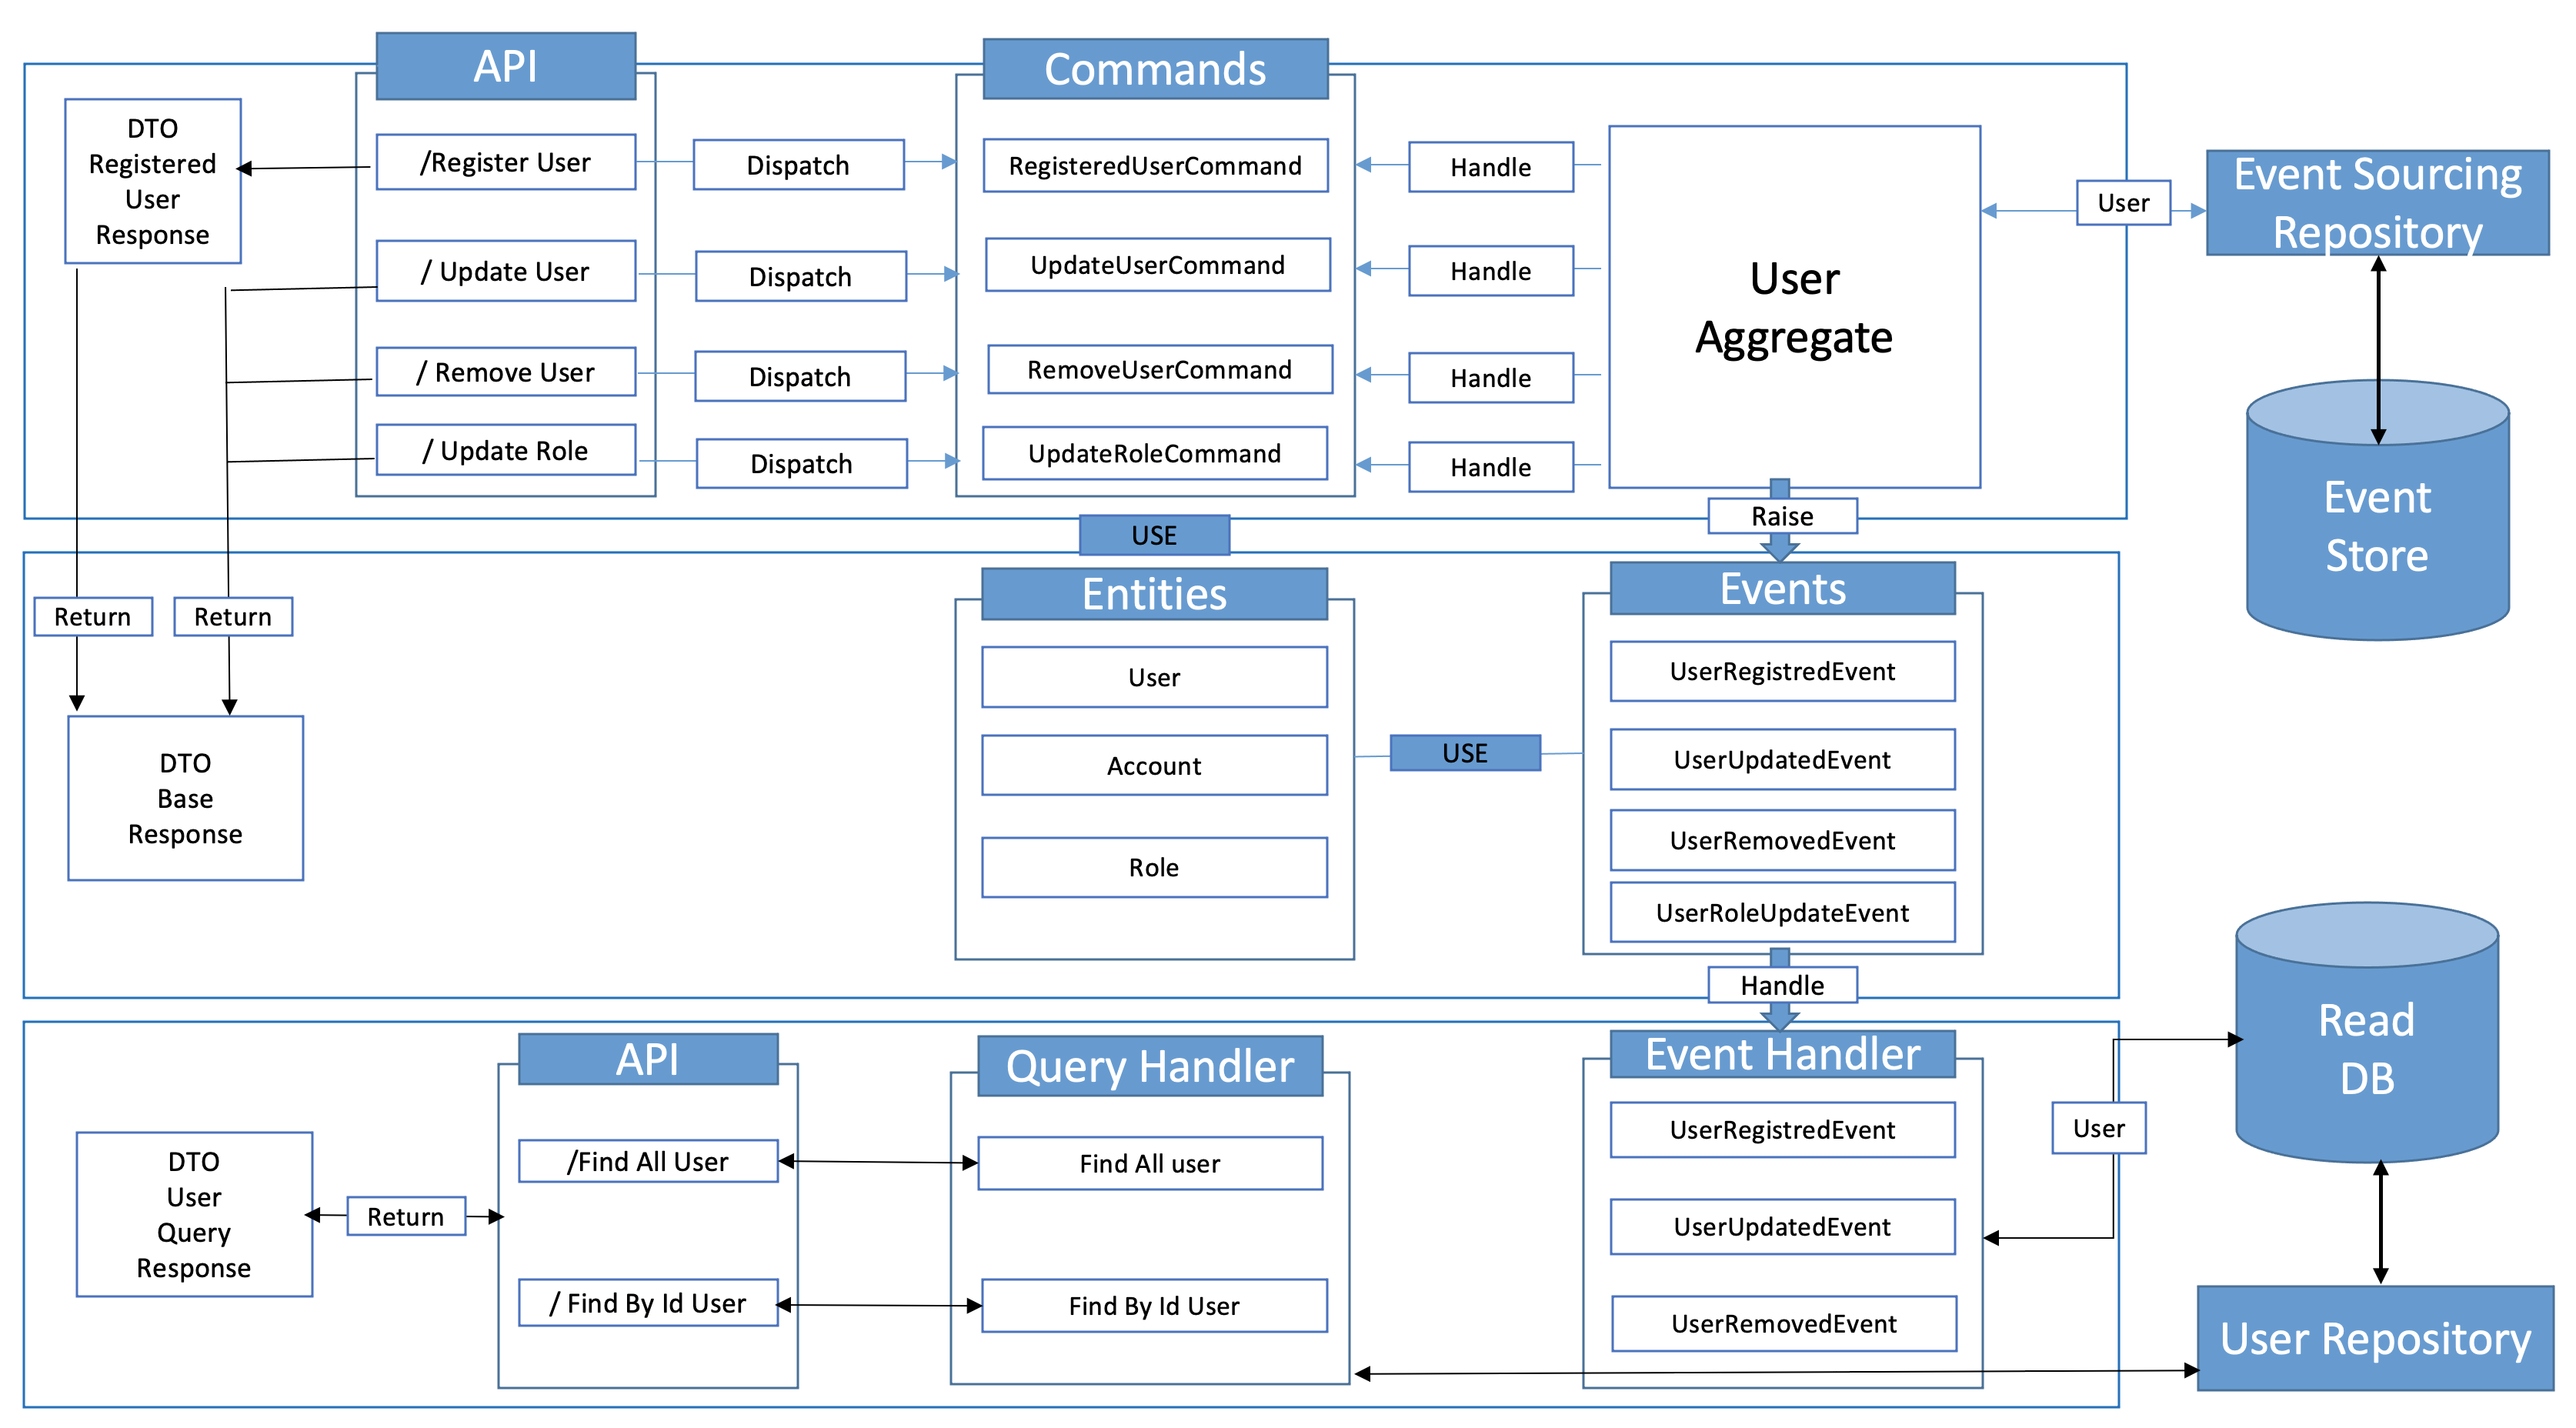 API
Commands
DTO
Registered
User
Response
/Register User
Dispatch
RegisteredUserCommand
Handle
/ Update User
Dispatch
UpdateUserCommand
Handle
/ Remove User
Dispatch
RemoveUserCommand
Handle
/ Update Role
Dispatch
UpdateRoleCommand
Handle
User
Aggregate
User
Event Sourcing
Repository
Event
Store
USE
Raise
Return
Return
DTO
Base
Response
Entities
User
Account
Role
USE
Events
UserRegistredEvent
UserUpdatedEvent
UserRemovedEvent
UserRoleUpdateEvent
Handle
API
Query Handler
Event Handler
DTO
User
Query
Response
Return
/Find All User
Find All user
/ Find By Id User
Find By Id User
UserRegistredEvent
UserUpdatedEvent
UserRemovedEvent
User
Read
DB
User Repository